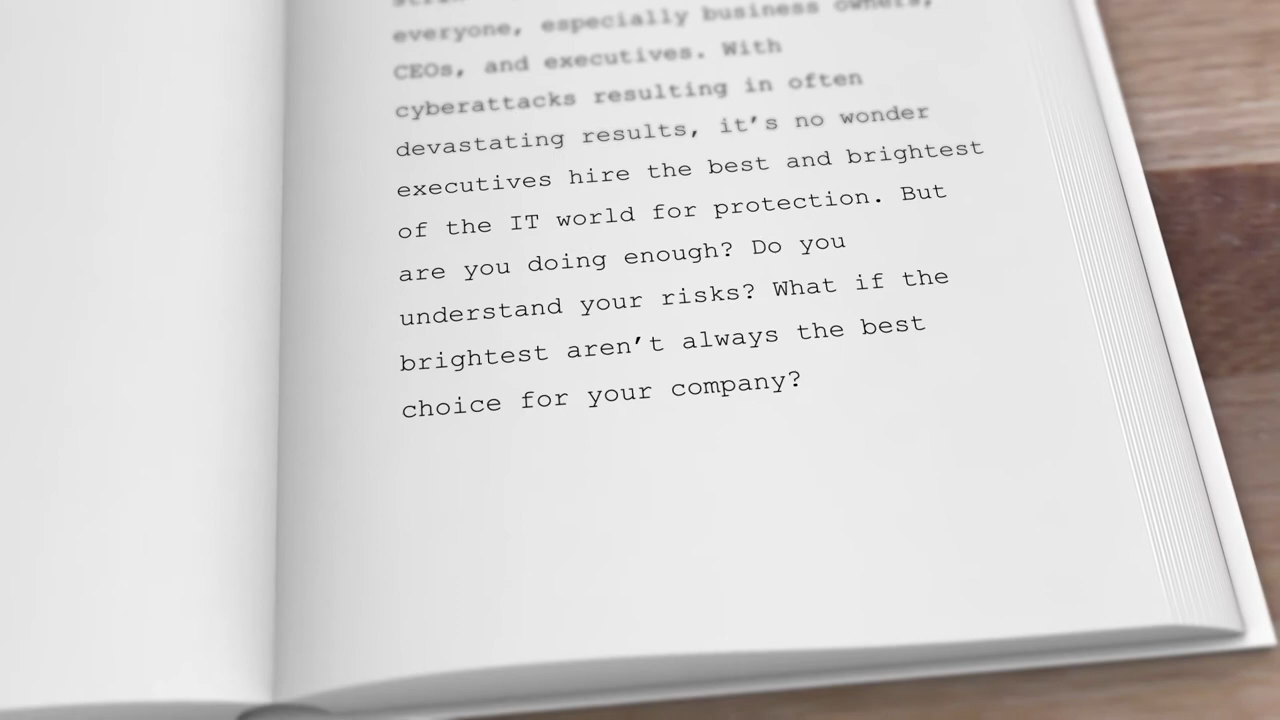 everyone, especially business owners,
CEOs, and executives. With
cyberattacks resulting in often
devastating results, it’s no wonder
executives hire the best and brightest
of the IT world for protection. But
are you doing enough? Do you
understand your risks? What if the
brightest aren’t always the best
choice for your company?